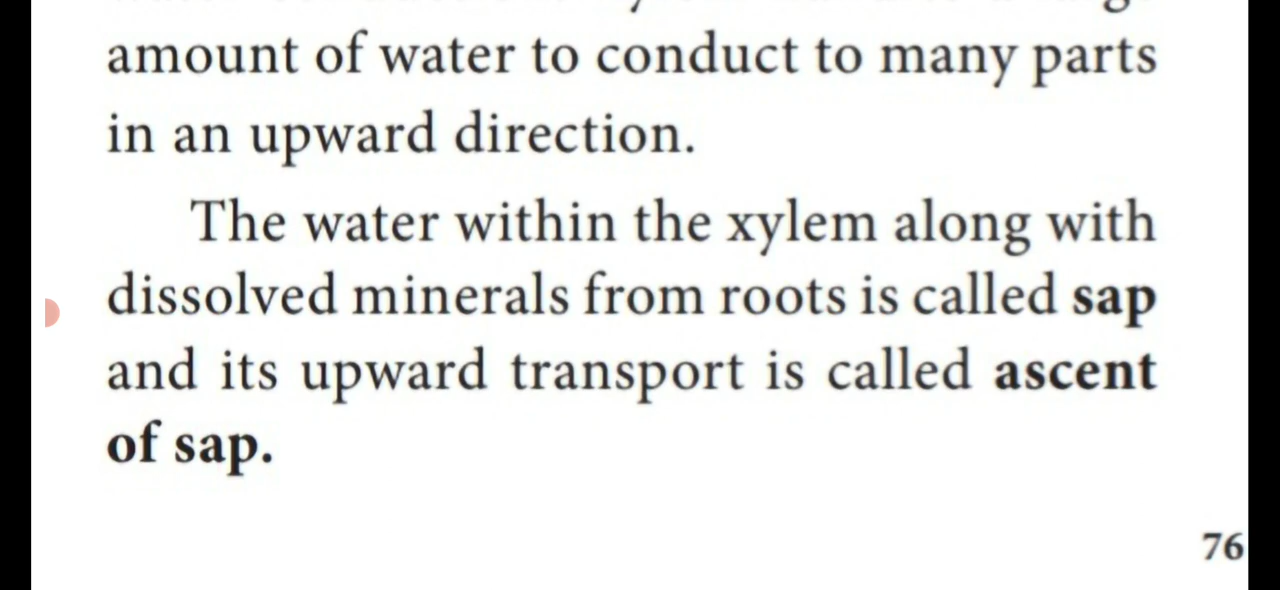 amount of water to conduct to many parts
in an upward direction.
The water within the xylem along with
dissolved minerals from roots is called sap
and its upward transport is called ascent
of sap.
76